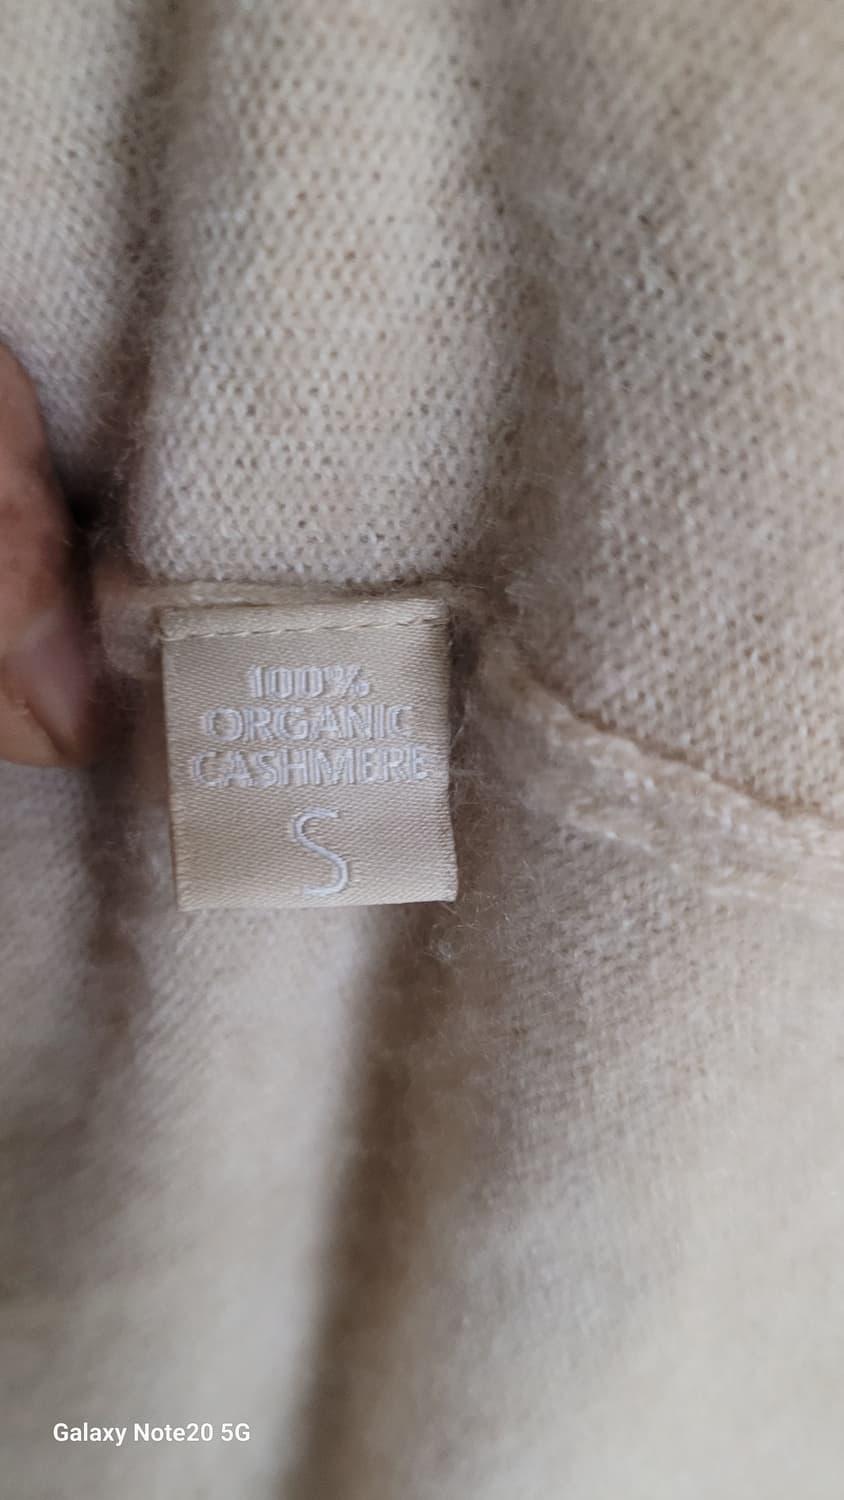 100%
ORGANIC
CASHMERE
S
Galaxy Note20 5G